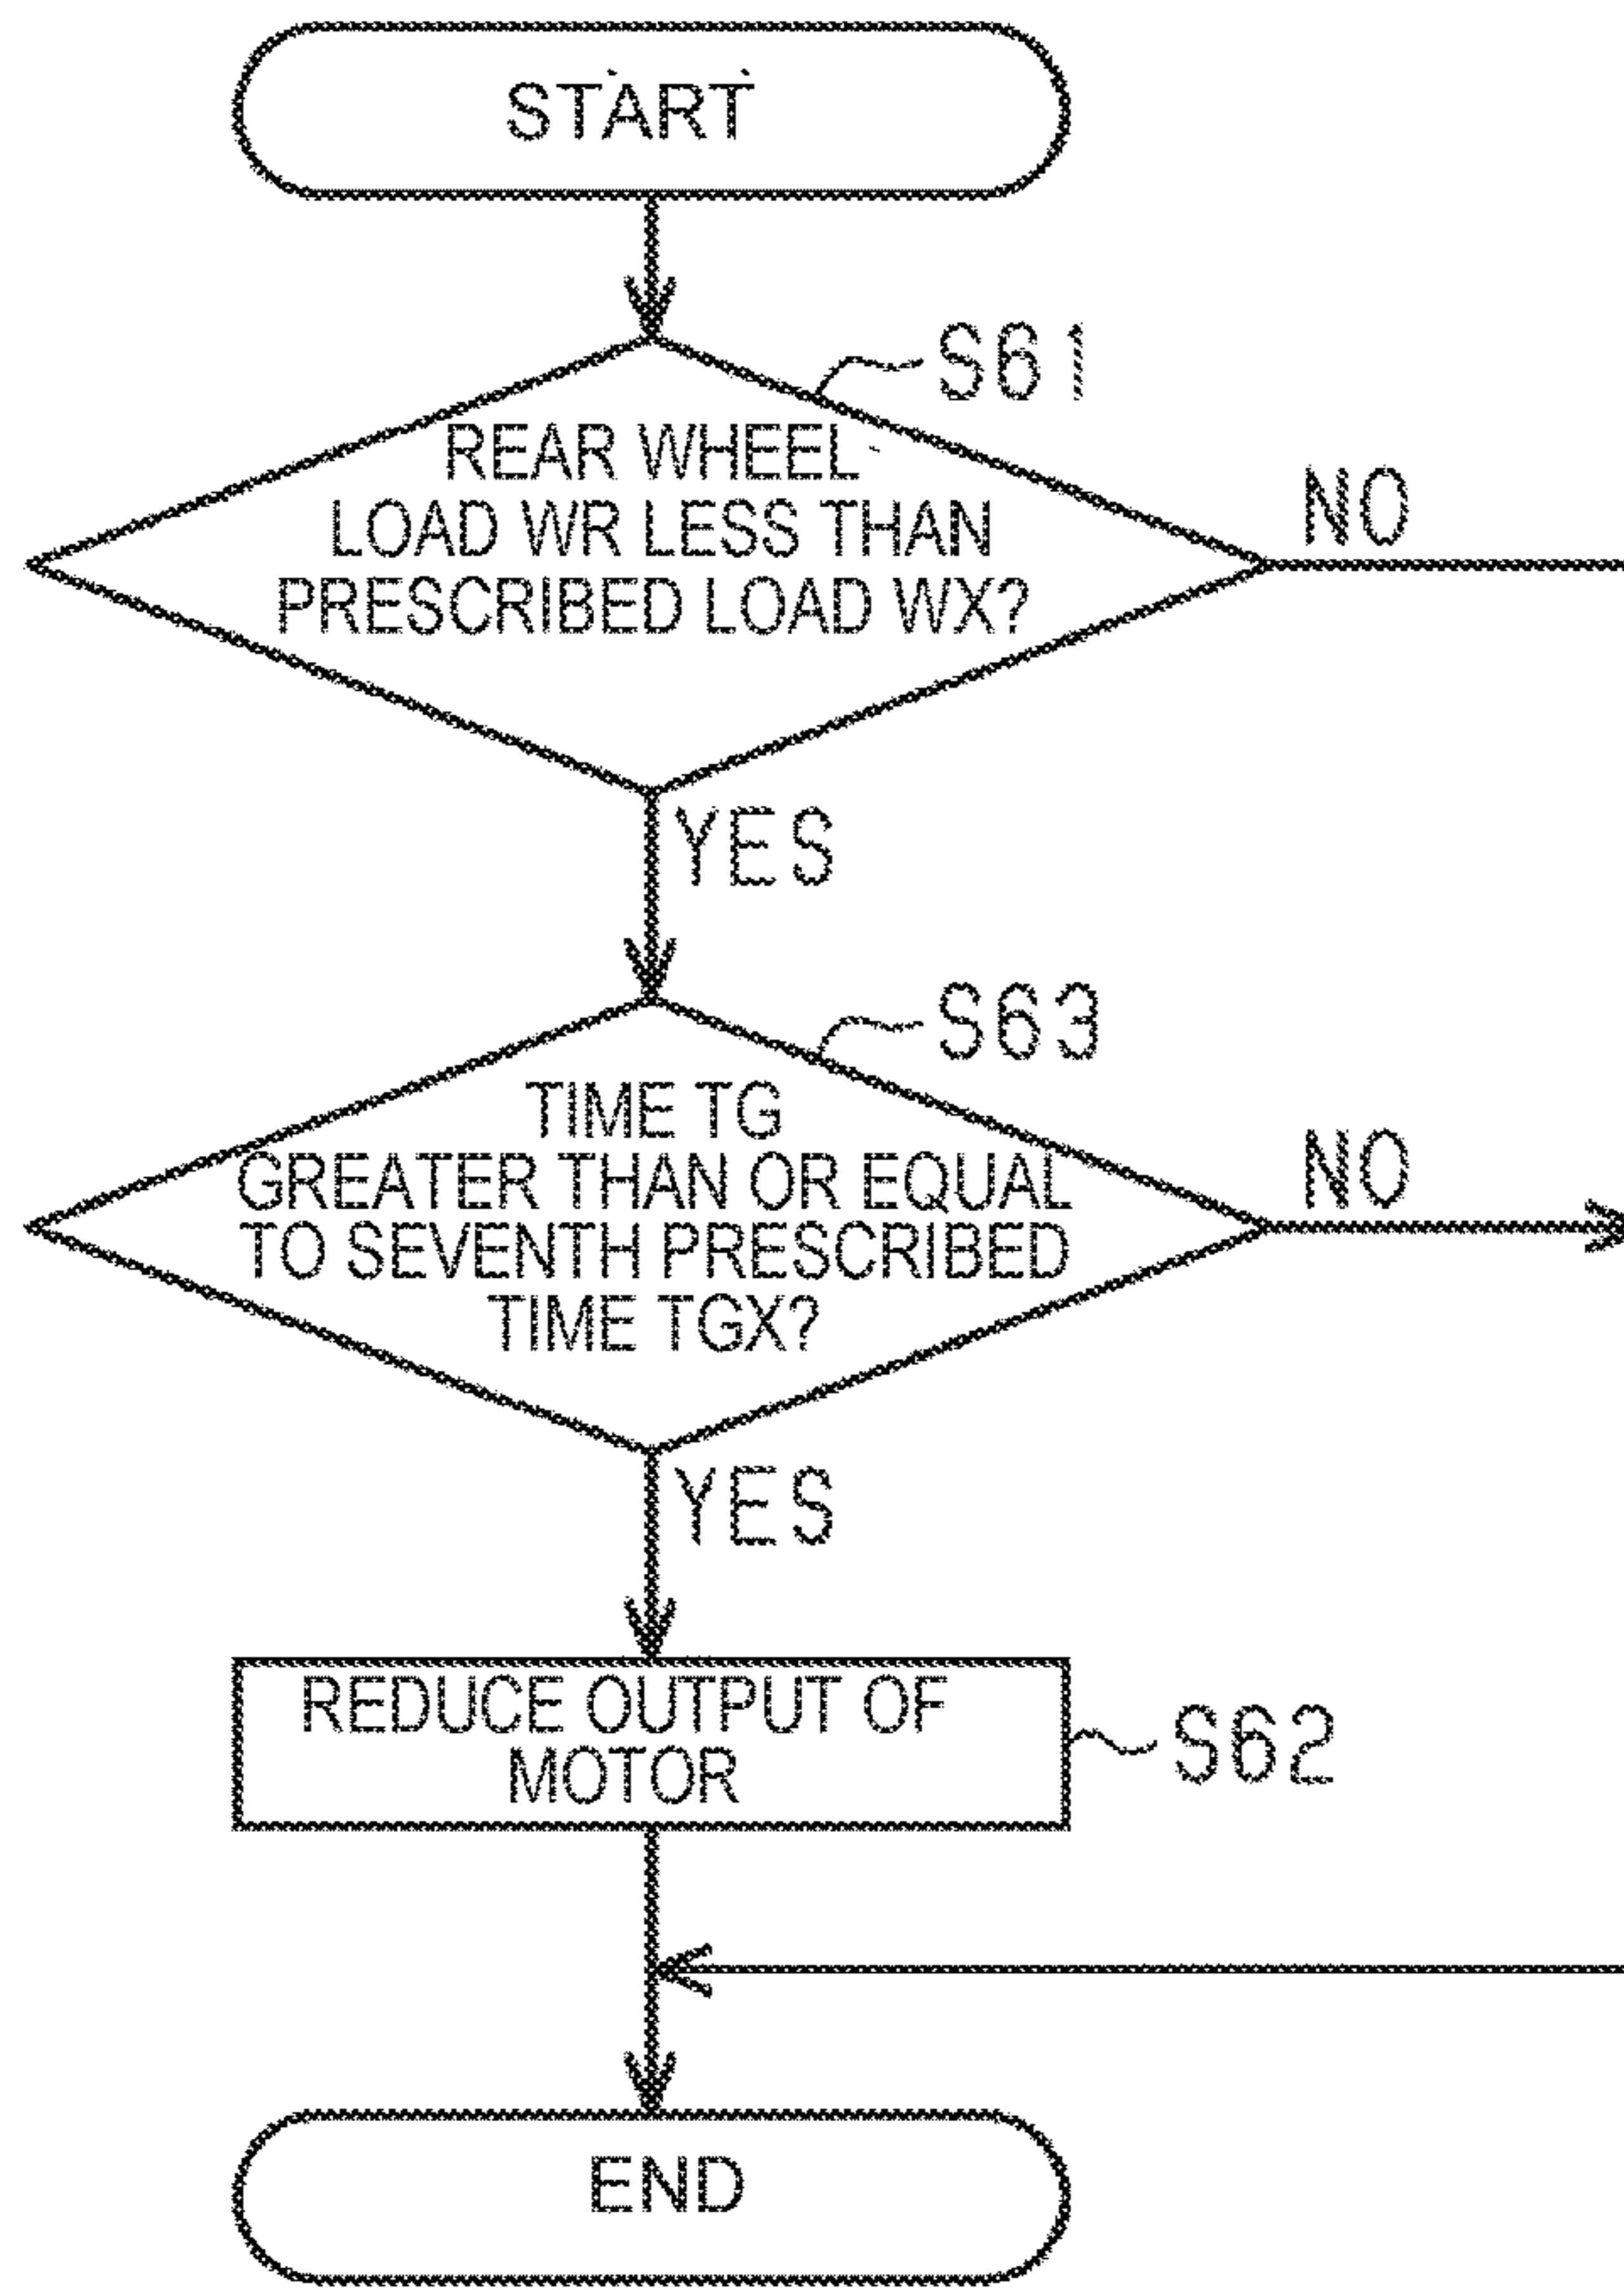 START
S61
REAR WHEEL
LOAD WR LESS THAN
PRESCRIBED LOAD WX?
NO
YES
S63
TIME TG
GREATER THAN OR EQUAL
TO SEVENTH PRESCRIBED
TIME TGX?
NO
YES
REDUCE OUTPUT OF
MOTOR
S62
END